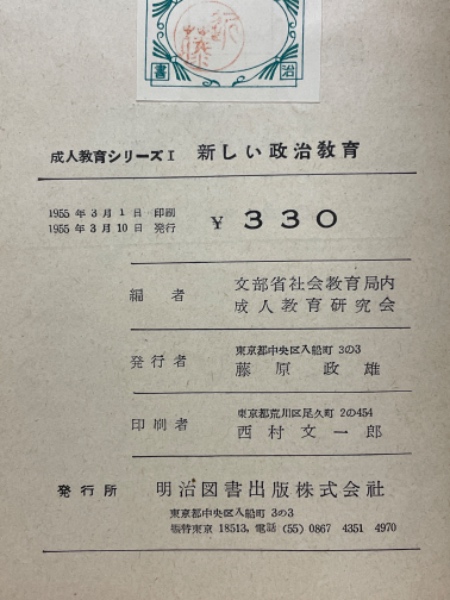 藤
書 治
成人教育シリーズⅠ 新しい政治教育
1955年3月1日 印刷
1955年3月10日 発行
¥ 330
編者
文部省社会教育局内
成人教育研究会
発行者
東京都中央区入船町 3の3
藤原政雄
印刷者
東京都荒川区尾久町 2の454
西村文一郎
発行所 明治図書出版株式会社
東京都中央区入船町 3の3
振替東京 18513, 電話 (55) 0867 4351 4970